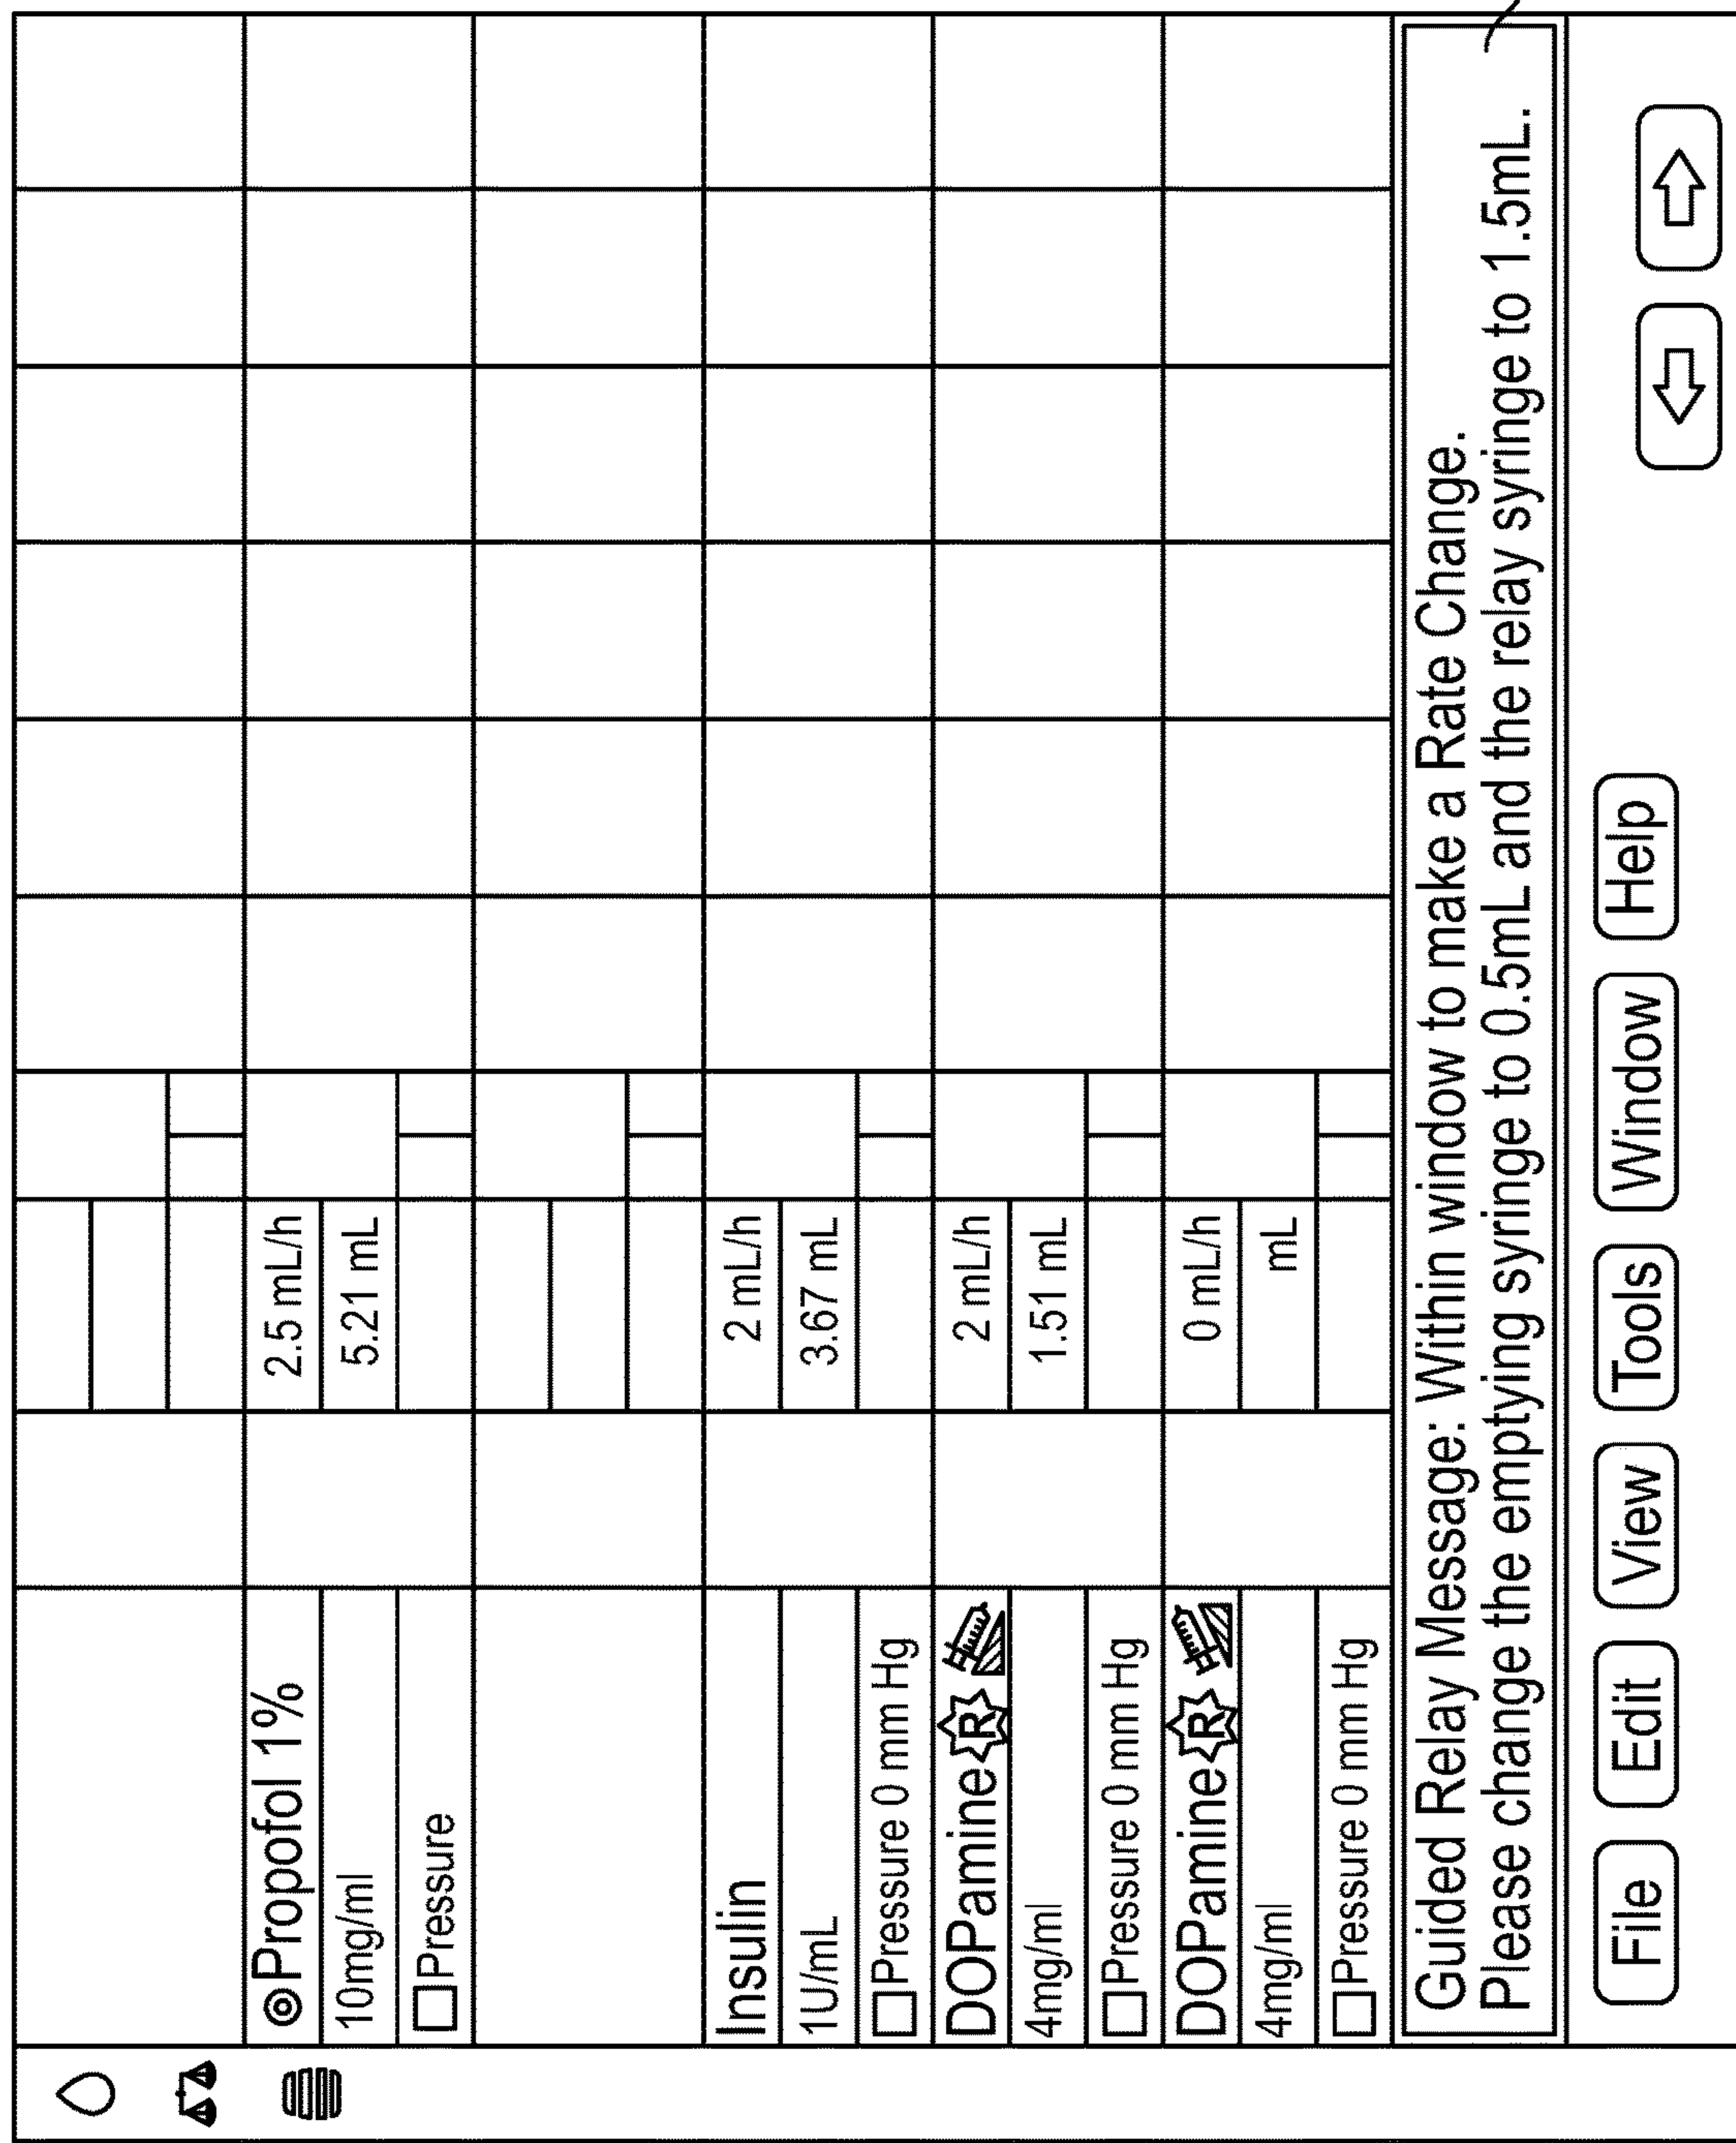 Propofol 1%
2.5 mL/h
10mg/ml
5.21 mL
Pressure
Insulin
2 mL/h
1U/mL
3.67 mL
Pressure 0 mm Hg
DOPamine R
2 mL/h
4mg/ml
1.51 mL
Pressure 0 mm Hg
DOPamine R
0 mL/h
4mg/ml
mL
Pressure 0 mm Hg
Guided Relay Message: Within window to make a Rate Change.
Please change the emptying syringe to 0.5mL and the relay syringe to 1.5mL.
File
Edit
View
Tools
Window
Help